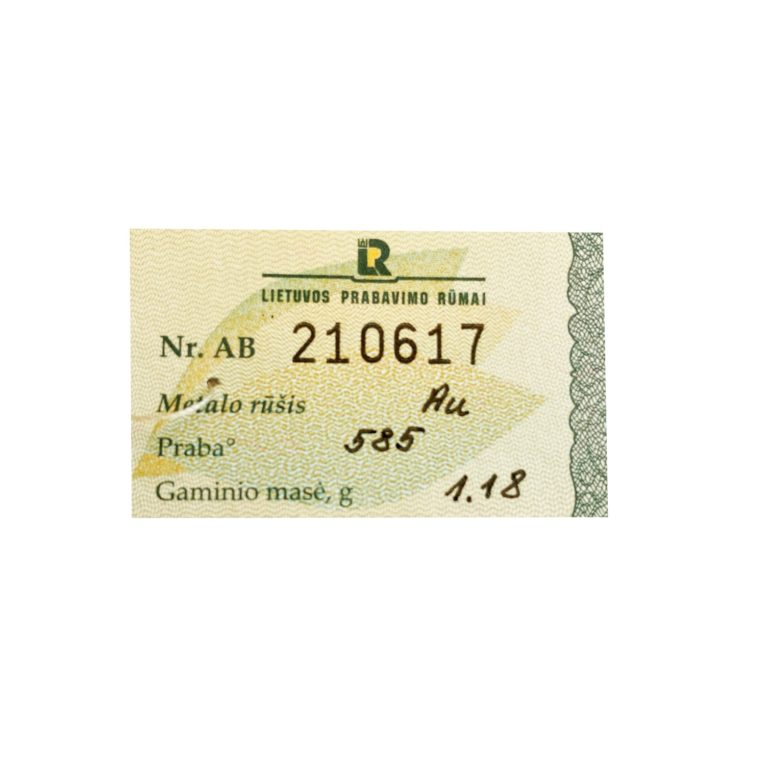 LR
LIETUVOS PRABAVIMO RŪMAI
Nr. AB 210617
Metalo rūšis Au
Praba° 585
Gaminio masė, g 1.18